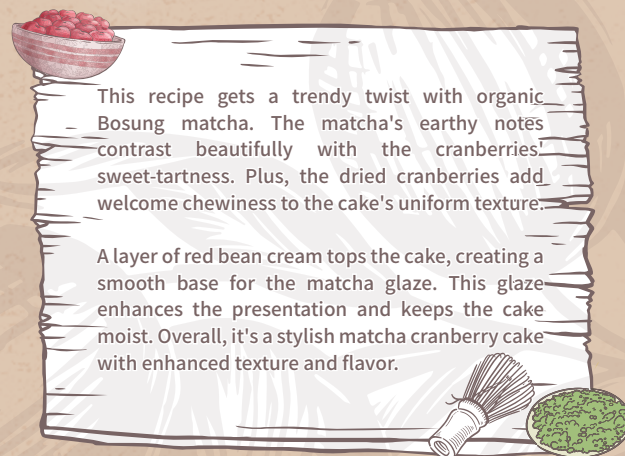 This recipe gets a trendy twist with organic
Bosung matcha. The matcha's earthy notes
contrast beautifully with the cranberries'
sweet-tartness. Plus, the dried cranberries add
welcome chewiness to the cake's uniform texture.
A layer of red bean cream tops the cake, creating a
smooth base for the matcha glaze. This glaze
enhances the presentation and keeps the cake
moist. Overall, it's a stylish matcha cranberry cake
with enhanced texture and flavor.